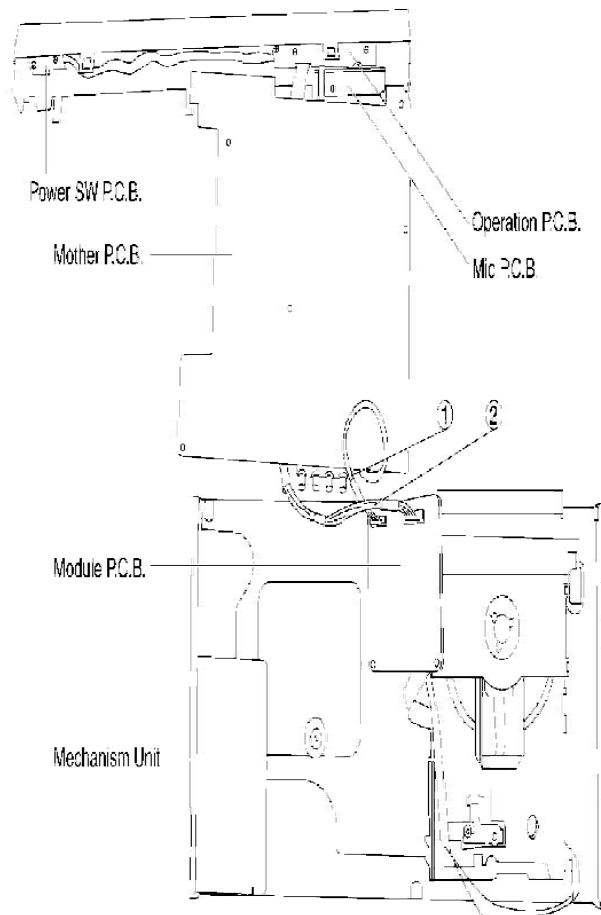 Power SW P.C.B.
Operation P.C.B.
Mother P.C.B.
Mic P.C.B.
① ②
Module P.C.B.
Mechanism Unit